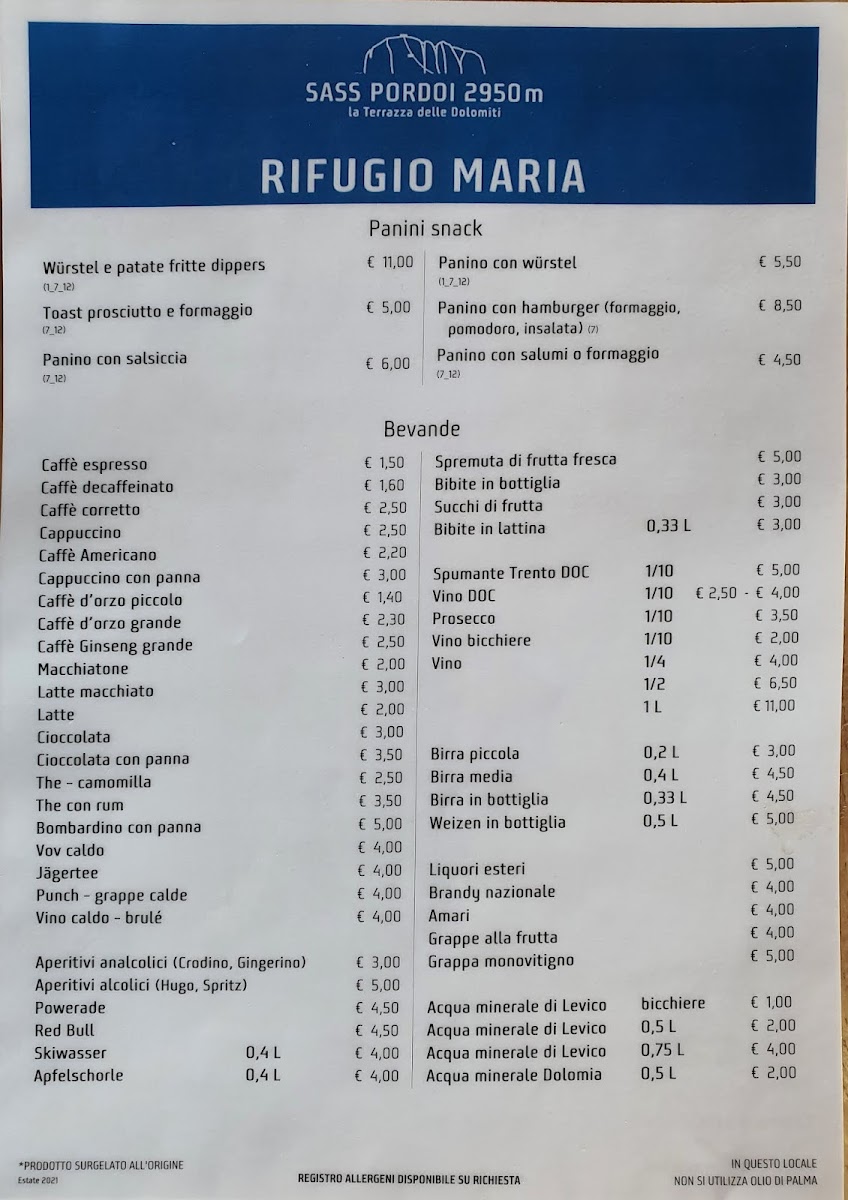 SASS PORDOI 2950 m
la Terrazza delle Dolomiti
RIFUGIO MARIA
Panini snack
Würstel e patate fritte dippers € 11,00
(1_7_12)
Toast prosciutto e formaggio € 5,00
(7_12)
Panino con salsiccia € 6,00
(7_12)
Panino con würstel € 5,50
(1_7_12)
Panino con hamburger (formaggio, € 8,50
pomodoro, insalata) (7)
Panino con salumi o formaggio € 4,50
(7_12)
Bevande
Caffè espresso € 1,50
Caffè decaffeinato € 1,60
Caffè corretto € 2,50
Cappuccino € 2,50
Caffè Americano € 2,20
Cappuccino con panna € 3,00
Caffè d'orzo piccolo € 1,40
Caffè d'orzo grande € 2,30
Caffè Ginseng grande € 2,50
Macchiatone € 2,00
Latte macchiato € 3,00
Latte € 2,00
Cioccolata € 3,00
Cioccolata con panna € 3,50
The - camomilla € 2,50
The con rum € 3,50
Bombardino con panna € 5,00
Vov caldo € 4,00
Jägertee € 4,00
Punch - grappe calde € 4,00
Vino caldo - brulé € 4,00
Aperitivi analcolici (Crodino, Gingerino) € 3,00
Aperitivi alcolici (Hugo, Spritz) € 5,00
Powerade € 4,50
Red Bull € 4,50
Skiwasser 0,4 L € 4,00
Apfelschorle 0,4 L € 4,00
Spremuta di frutta fresca € 5,00
Bibite in bottiglia € 3,00
Succhi di frutta € 3,00
Bibite in lattina 0,33 L € 3,00
Spumante Trento DOC 1/10 € 5,00
Vino DOC 1/10 € 2,50 - € 4,00
Prosecco 1/10 € 3,50
Vino bicchiere 1/10 € 2,00
Vino 1/4 € 4,00
1/2 € 6,50
1 L € 11,00
Birra piccola 0,2 L € 3,00
Birra media 0,4 L € 4,50
Birra in bottiglia 0,33 L € 4,50
Weizen in bottiglia 0,5 L € 5,00
Liquori esteri € 5,00
Brandy nazionale € 4,00
Amari € 4,00
Grappe alla frutta € 4,00
Grappa monovitigno € 5,00
Acqua minerale di Levico bicchiere € 1,00
Acqua minerale di Levico 0,5 L € 2,00
Acqua minerale di Levico 0,75 L € 4,00
Acqua minerale Dolomia 0,5 L € 2,00
*PRODOTTO SURGELATO ALL'ORIGINE
Estate 2021
REGISTRO ALLERGENI DISPONIBILE SU RICHIESTA
IN QUESTO LOCALE
NON SI UTILIZZA OLIO DI PALMA